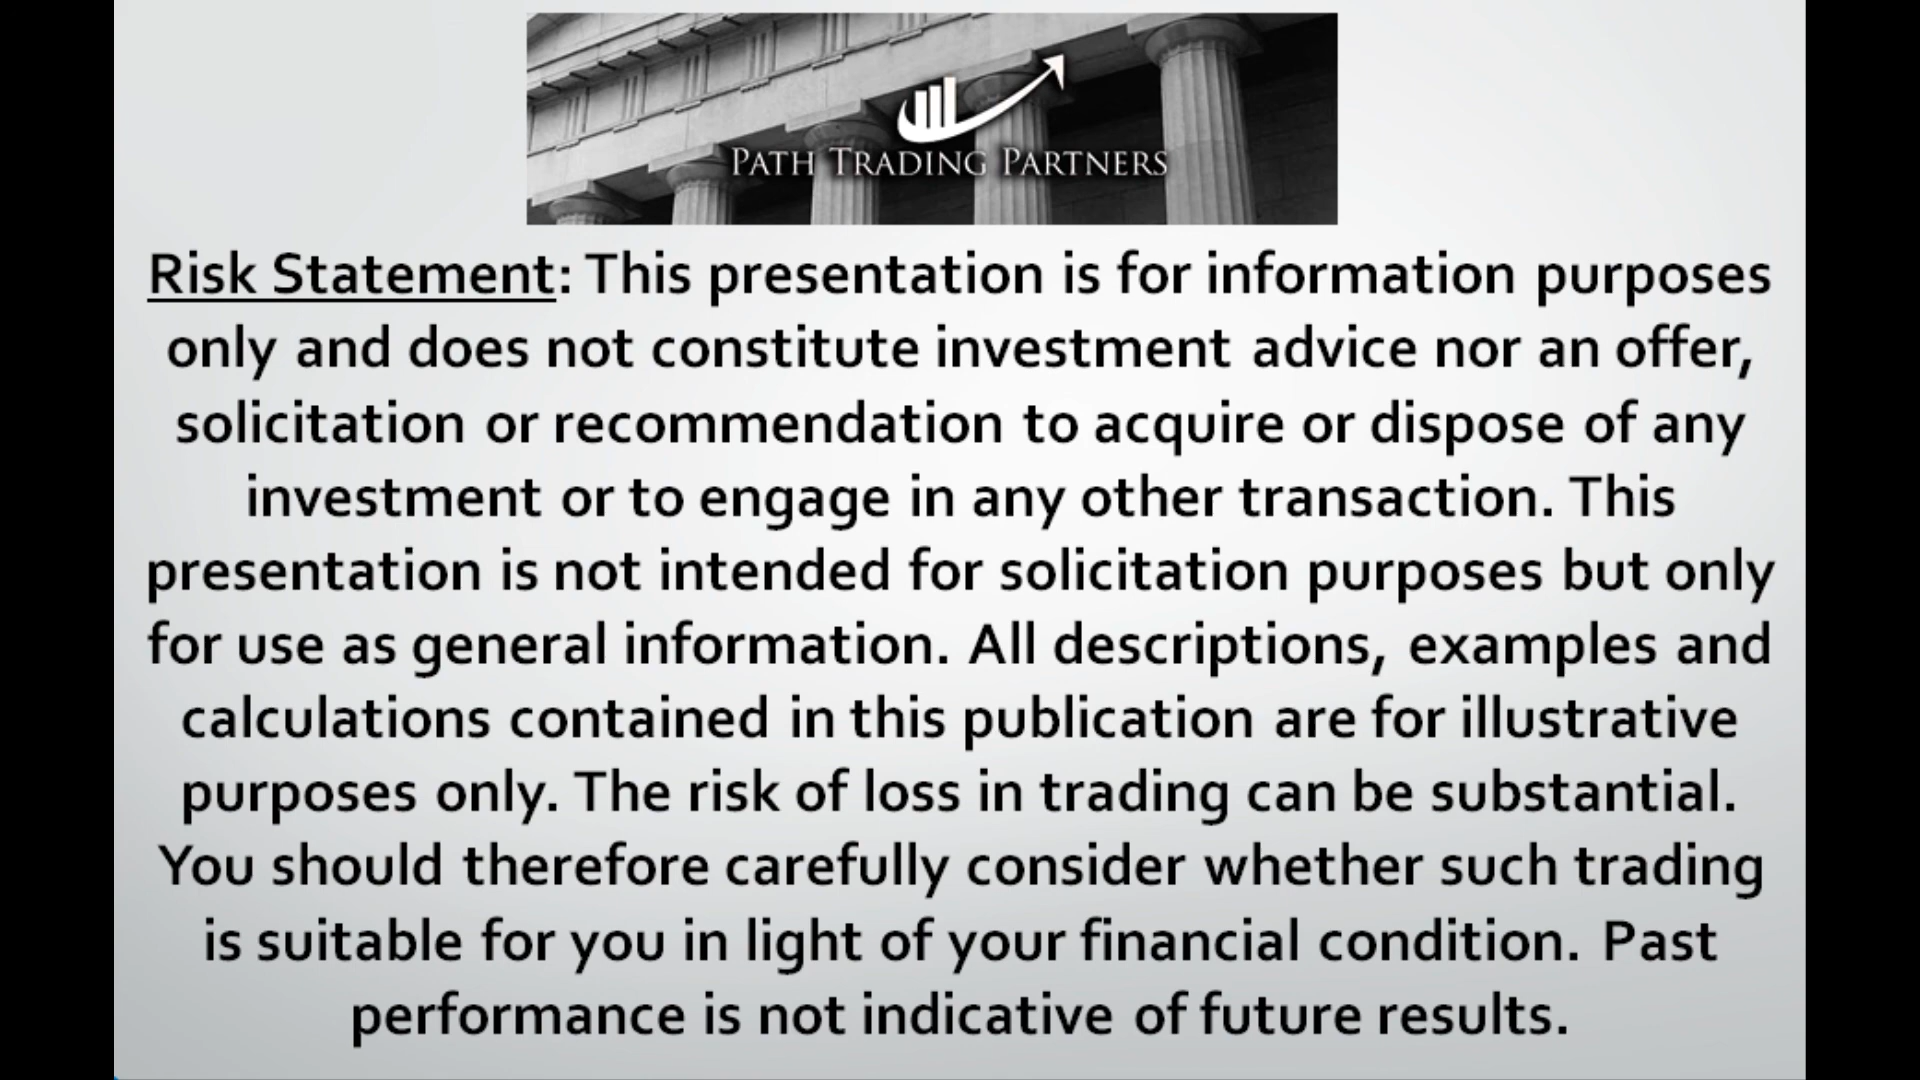 PATH TRADING PARTNERS
Risk Statement: This presentation is for information purposes
only and does not constitute investment advice nor an offer,
solicitation or recommendation to acquire or dispose of any
investment or to engage in any other transaction. This
presentation is not intended for solicitation purposes but only
for use as general information. All descriptions, examples and
calculations contained in this publication are for illustrative
purposes only. The risk of loss in trading can be substantial.
You should therefore carefully consider whether such trading
is suitable for you in light of your financial condition. Past
performance is not indicative of future results.